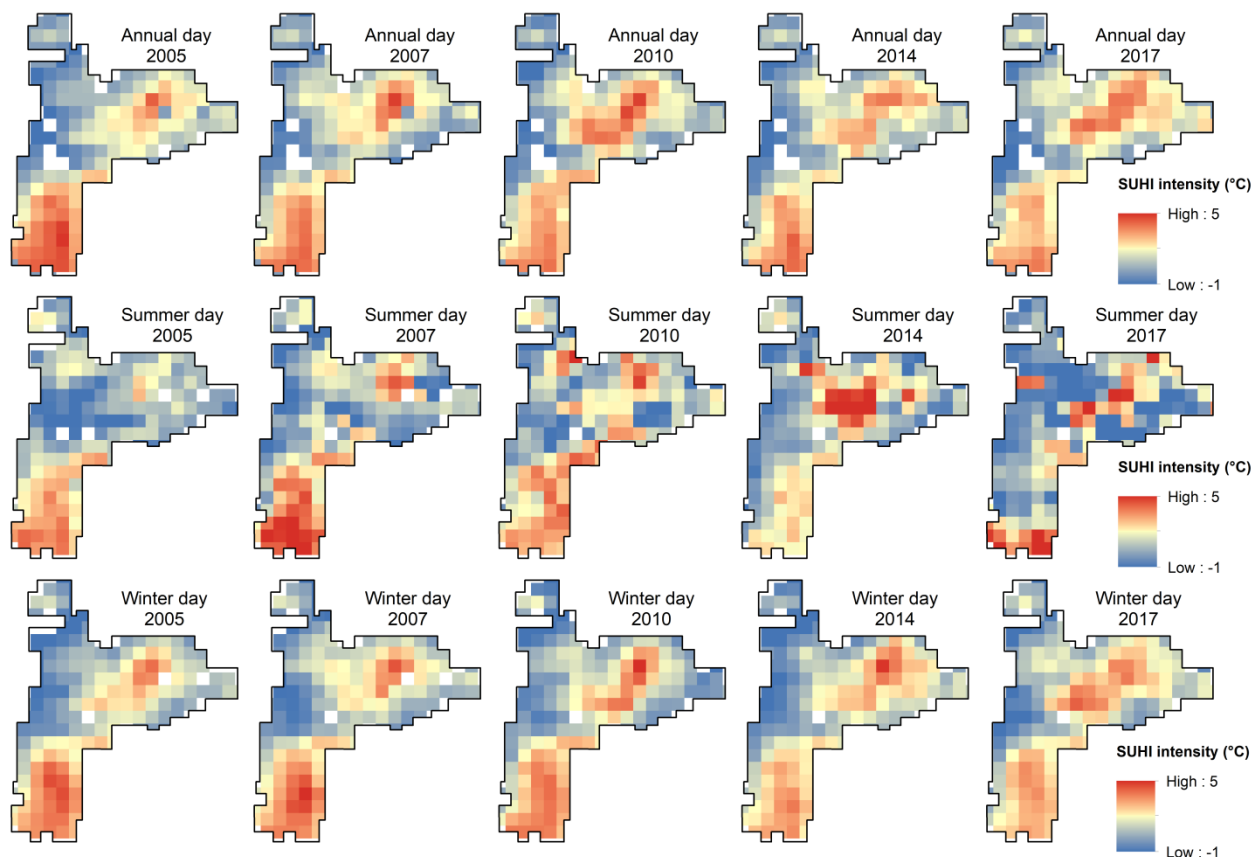 Annual day
2005
Annual day
2007
Annual day
2010
Annual day
2014
Annual day
2017
SUHI intensity (°C)
High : 5
Low : -1
Summer day
2005
Summer day
2007
Summer day
2010
Summer day
2014
Summer day
2017
SUHI intensity (°C)
High : 5
Low : -1
Winter day
2005
Winter day
2007
Winter day
2010
Winter day
2014
Winter day
2017
SUHI intensity (°C)
High : 5
Low : -1